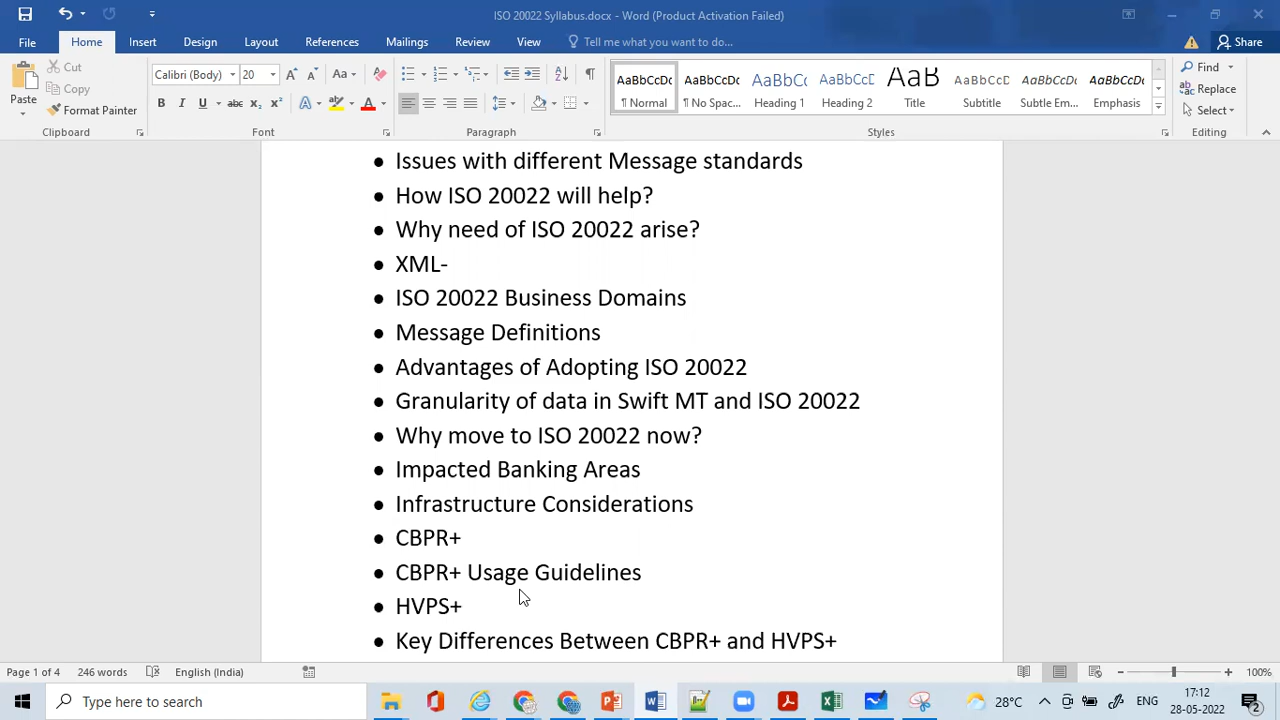 ISO 20022 Syllabus.docx - Word (Product Activation Failed)
File Home Insert Design Layout References Mailings Review View Tell me what you want to do... Share
Paste
Cut
Copy
Format Painter
Clipboard
Calibri (Body) 20
Font
Paragraph
AaBbCcDc AaBbCcDc AaBbCc AaBbCcD AaB AaBbCcD AaBbCcDc AaBbCcDc
¶ Normal ¶ No Spac... Heading Heading 2 Title Subtitle Subtle Em... Emphasis
Styles
Find
Replace
Select
Editing
• Issues with different Message standards
• How ISO 20022 will help?
• Why need of ISO 20022 arise?
• XML-
• ISO 20022 Business Domains
• Message Definitions
• Advantages of Adopting ISO 20022
• Granularity of data in Swift MT and ISO 20022
• Why move to ISO 20022 now?
• Impacted Banking Areas
• Infrastructure Considerations
• CBPR+
• CBPR+ Usage Guidelines
• HVPS+
• Key Differences Between CBPR+ and HVPS+
Page 1 of 4 246 words English (India) 100%
Type here to search
28°C ENG
17:12
28-05-2022
2